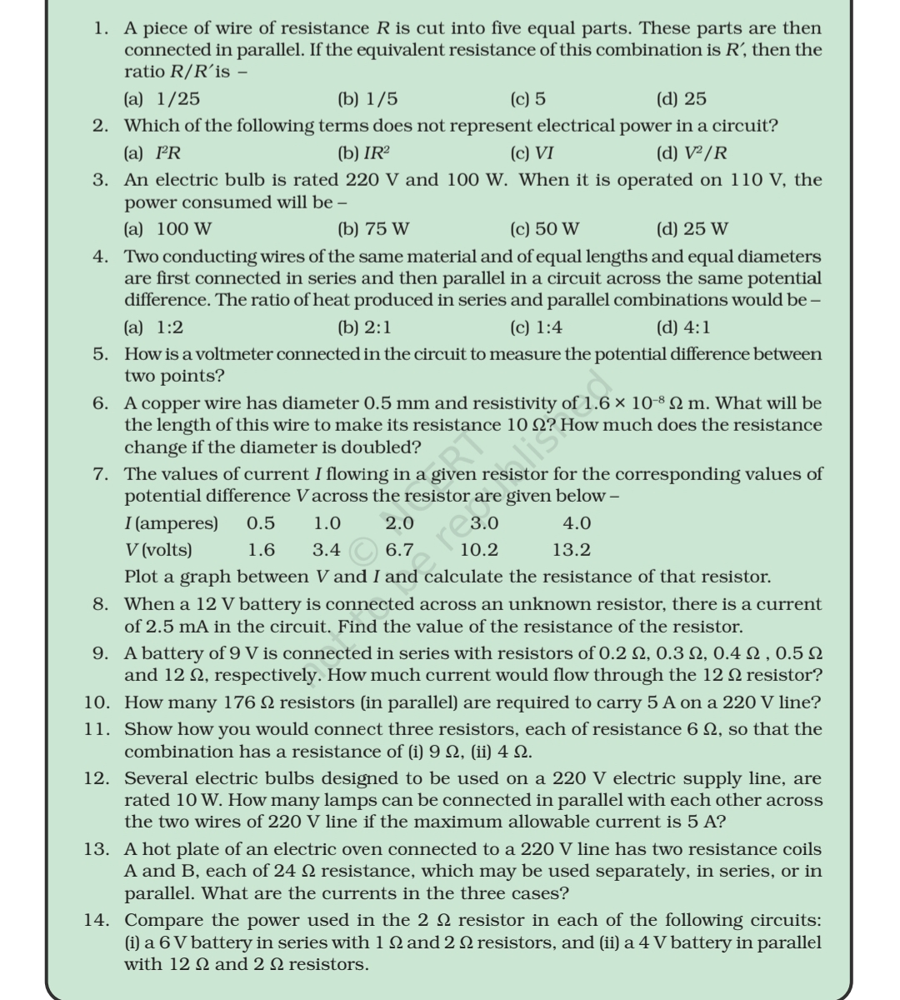 1. A piece of wire of resistance R is cut into five equal parts. These parts are then
connected in parallel. If the equivalent resistance of this combination is R′, then the
ratio R/R′ is –
(a) 1/25 (b) 1/5 (c) 5 (d) 25
2. Which of the following terms does not represent electrical power in a circuit?
(a) I²R (b) IR² (c) VI (d) V²/R
3. An electric bulb is rated 220 V and 100 W. When it is operated on 110 V, the
power consumed will be –
(a) 100 W (b) 75 W (c) 50 W (d) 25 W
4. Two conducting wires of the same material and of equal lengths and equal diameters
are first connected in series and then parallel in a circuit across the same potential
difference. The ratio of heat produced in series and parallel combinations would be –
(a) 1:2 (b) 2:1 (c) 1:4 (d) 4:1
5. How is a voltmeter connected in the circuit to measure the potential difference between
two points?
6. A copper wire has diameter 0.5 mm and resistivity of 1.6 × 10⁻⁸ Ω m. What will be
the length of this wire to make its resistance 10 Ω? How much does the resistance
change if the diameter is doubled?
7. The values of current I flowing in a given resistor for the corresponding values of
potential difference V across the resistor are given below –
I (amperes) 0.5 1.0 2.0 3.0 4.0
V (volts) 1.6 3.4 6.7 10.2 13.2
Plot a graph between V and I and calculate the resistance of that resistor.
8. When a 12 V battery is connected across an unknown resistor, there is a current
of 2.5 mA in the circuit. Find the value of the resistance of the resistor.
9. A battery of 9 V is connected in series with resistors of 0.2 Ω, 0.3 Ω, 0.4 Ω , 0.5 Ω
and 12 Ω, respectively. How much current would flow through the 12 Ω resistor?
10. How many 176 Ω resistors (in parallel) are required to carry 5 A on a 220 V line?
11. Show how you would connect three resistors, each of resistance 6 Ω, so that the
combination has a resistance of (i) 9 Ω, (ii) 4 Ω.
12. Several electric bulbs designed to be used on a 220 V electric supply line, are
rated 10 W. How many lamps can be connected in parallel with each other across
the two wires of 220 V line if the maximum allowable current is 5 A?
13. A hot plate of an electric oven connected to a 220 V line has two resistance coils
A and B, each of 24 Ω resistance, which may be used separately, in series, or in
parallel. What are the currents in the three cases?
14. Compare the power used in the 2 Ω resistor in each of the following circuits:
(i) a 6 V battery in series with 1 Ω and 2 Ω resistors, and (ii) a 4 V battery in parallel
with 12 Ω and 2 Ω resistors.
© NCERT
not to be republished